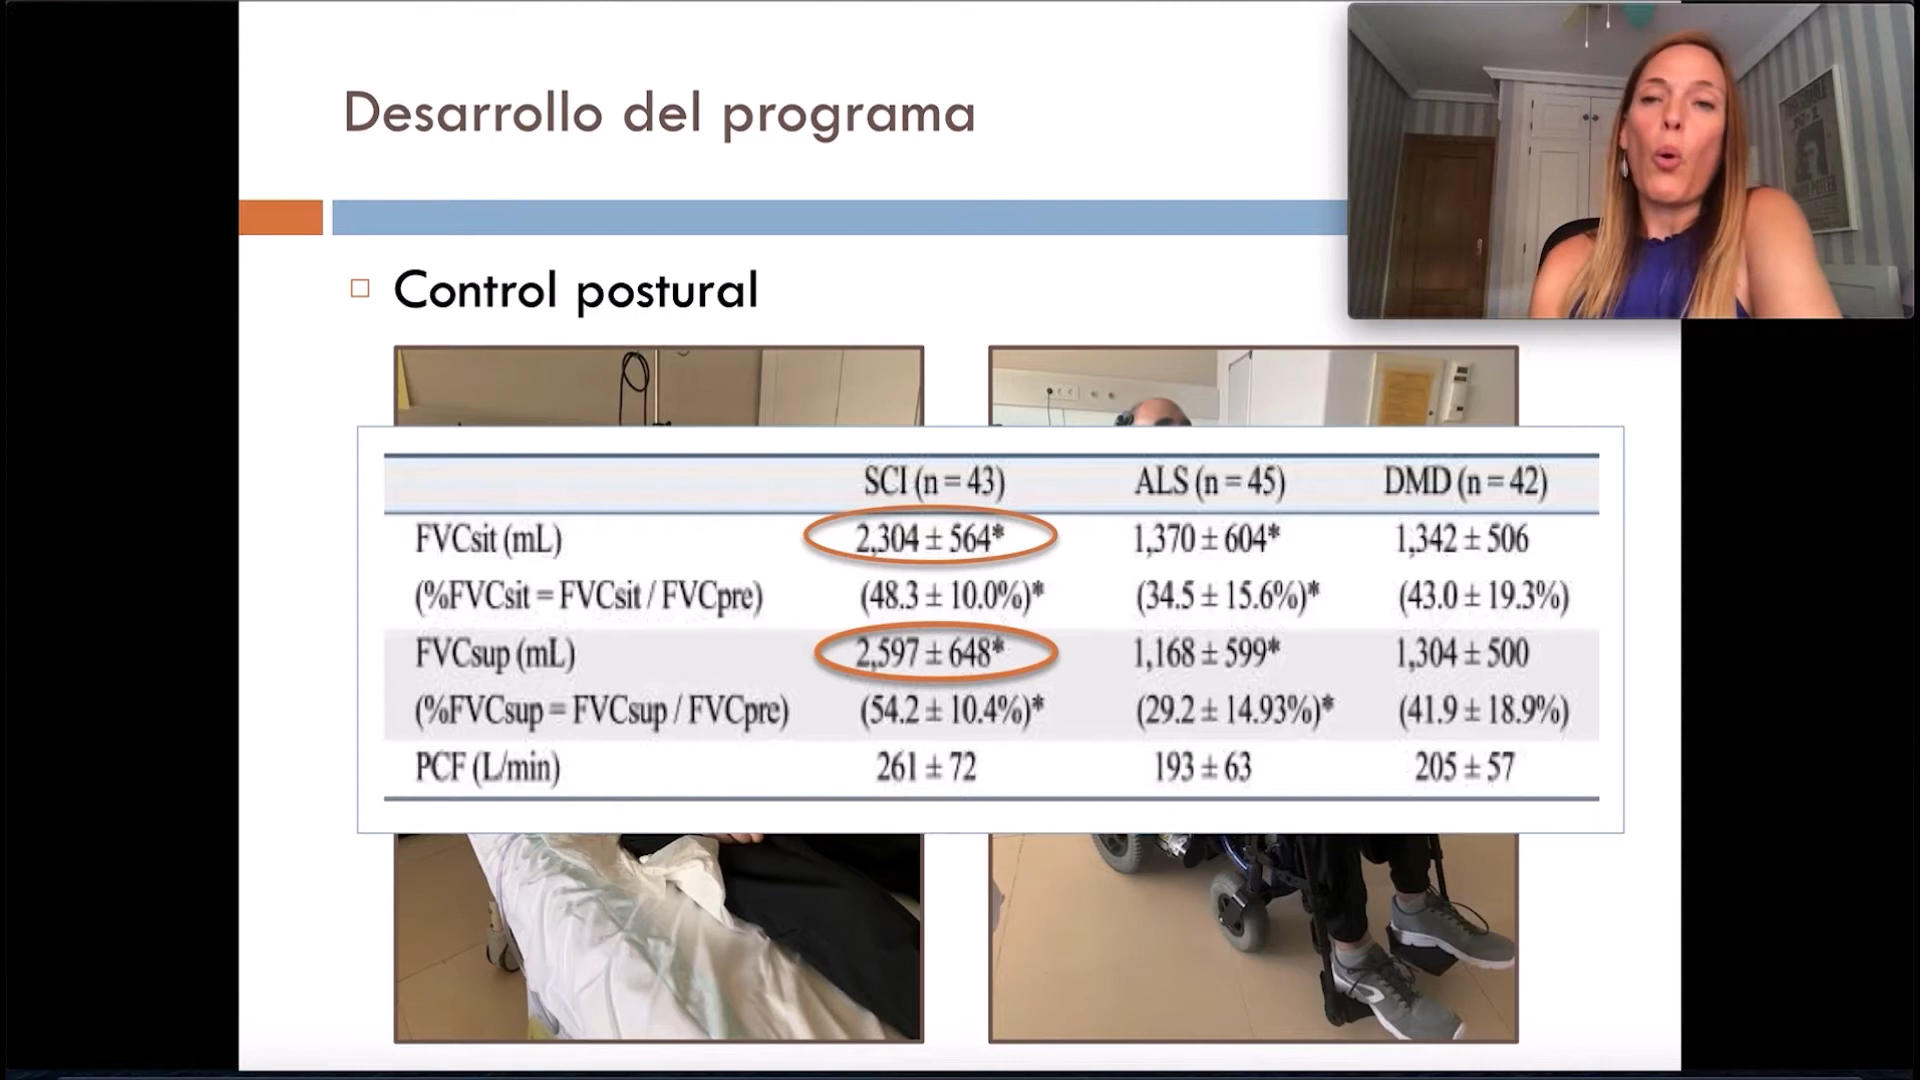 Desarrollo del programa
Control postural
SCI (n = 43) ALS (n = 45) DMD (n = 42)
FVCsit (mL) 2,304 ± 564* 1,370 ± 604* 1,342 ± 506
(%FVCsit = FVCsit / FVCpre) (48.3 ± 10.0%)* (34.5 ± 15.6%)* (43.0 ± 19.3%)
FVCsup (mL) 2,597 ± 648* 1,168 ± 599* 1,304 ± 500
(%FVCsup = FVCsup / FVCpre) (54.2 ± 10.4%)* (29.2 ± 14.93%)* (41.9 ± 18.9%)
PCF (L/min) 261 ± 72 193 ± 63 205 ± 57